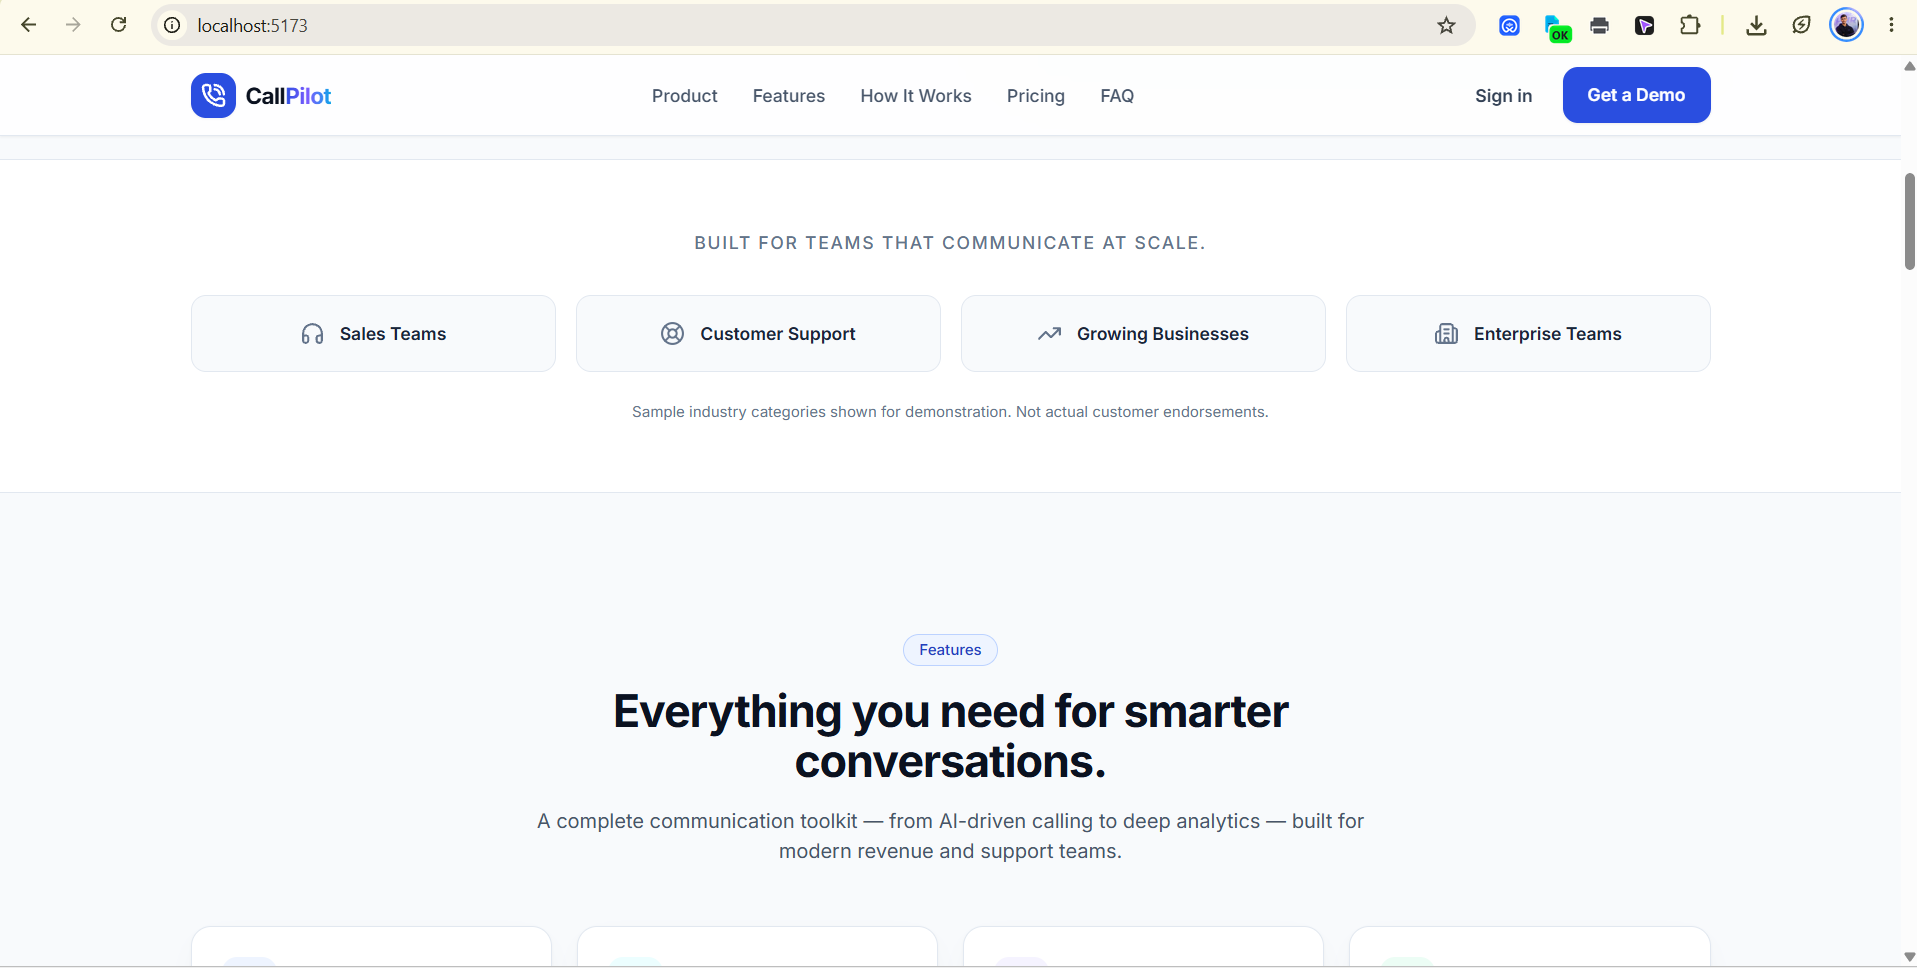 localhost:5173
OK
CallPilot
Product Features How It Works Pricing FAQ
Sign in
Get a Demo
BUILT FOR TEAMS THAT COMMUNICATE AT SCALE.
Sales Teams
Customer Support
Growing Businesses
Enterprise Teams
Sample industry categories shown for demonstration. Not actual customer endorsements.
Features
Everything you need for smarter
conversations.
A complete communication toolkit — from AI-driven calling to deep analytics — built for
modern revenue and support teams.